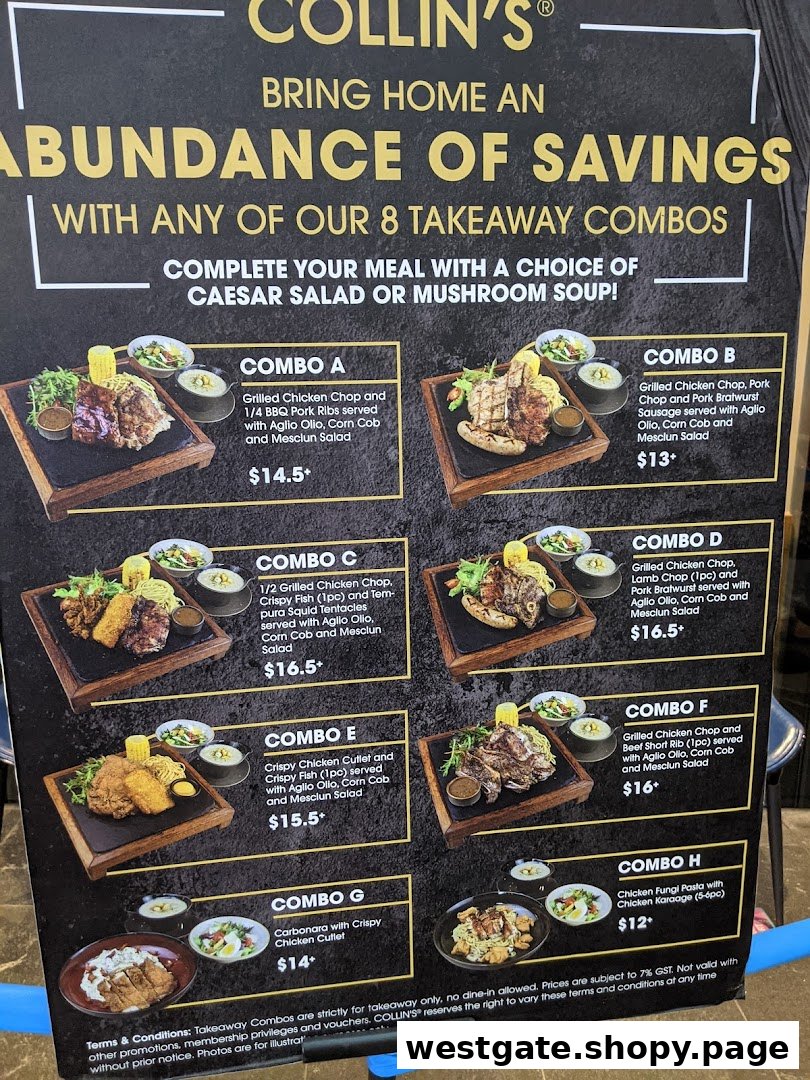 COLLIN'S®
BRING HOME AN
ABUNDANCE OF SAVINGS
WITH ANY OF OUR 8 TAKEAWAY COMBOS
COMPLETE YOUR MEAL WITH A CHOICE OF
CAESAR SALAD OR MUSHROOM SOUP!
COMBO A
Grilled Chicken Chop and
1/4 BBQ Pork Ribs served
with Aglio Olio, Corn Cob
and Mesclun Salad
$14.5+
COMBO B
Grilled Chicken Chop, Pork
Chop and Pork Bratwurst
Sausage served with Aglio
Olio, Corn Cob and
Mesclun Salad
$13+
COMBO C
1/2 Grilled Chicken Chop,
Crispy Fish (1pc) and Tem-
pura Squid Tentacles
served with Aglio Olio,
Corn Cob and Mesclun
Salad
$16.5+
COMBO D
Grilled Chicken Chop,
Lamb Chop (1pc) and
Pork Bratwurst served with
Aglio Olio, Corn Cob and
Mesclun Salad
$16.5+
COMBO E
Crispy Chicken Cutlet and
Crispy Fish (1pc) served
with Aglio Olio, Corn Cob
and Mesclun Salad
$15.5+
COMBO F
Grilled Chicken Chop and
Beef Short Rib (1pc) served
with Aglio Olio, Corn Cob
and Mesclun Salad
$16+
COMBO G
Carbonara with Crispy
Chicken Cutlet
$14+
COMBO H
Chicken Fungi Pasta with
Chicken Karaage (5-6pc)
$12+
Terms & Conditions: Takeaway Combos are strictly for takeaway only, no dine-in allowed. Prices are subject to 7% GST. Not valid with
other promotions, membership privileges and vouchers. COLLIN'S® reserves the right to vary these terms and conditions at any time
without prior notice. Photos are for
westgate.shopy.page